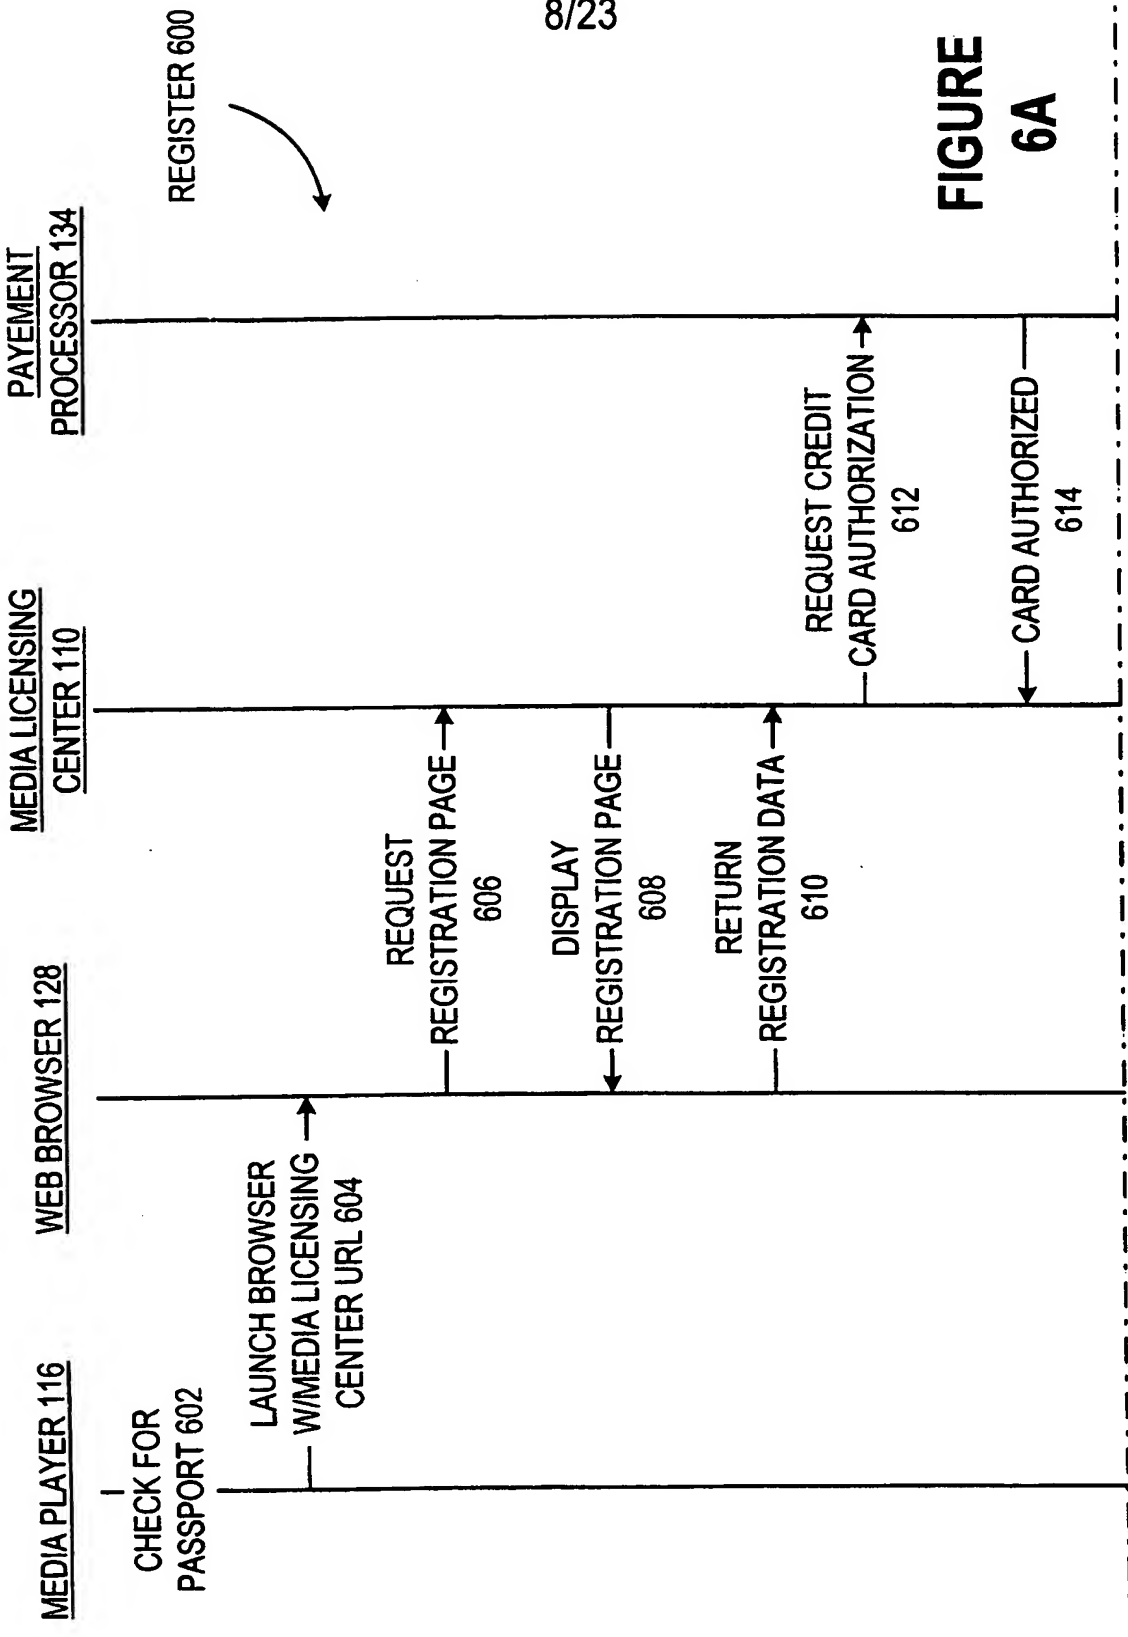 8/23
REGISTER 600
MEDIA PLAYER 116
WEB BROWSER 128
MEDIA LICENSING
CENTER 110
PAYEMENT
PROCESSOR 134
CHECK FOR
PASSPORT 602
LAUNCH BROWSER
W/MEDIA LICENSING
CENTER URL 604
REQUEST
REGISTRATION PAGE
606
DISPLAY
REGISTRATION PAGE
608
RETURN
REGISTRATION DATA
610
REQUEST CREDIT
CARD AUTHORIZATION
612
CARD AUTHORIZED
614
FIGURE
6A